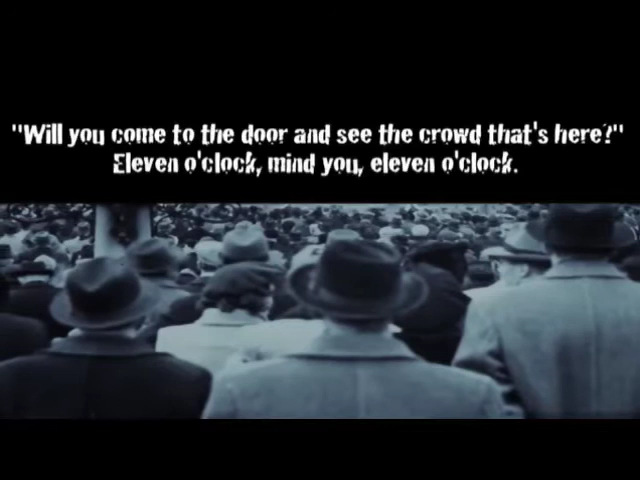 "Will you come to the door and see the crowd that's here?"
Eleven o'clock, mind you, eleven o'clock.